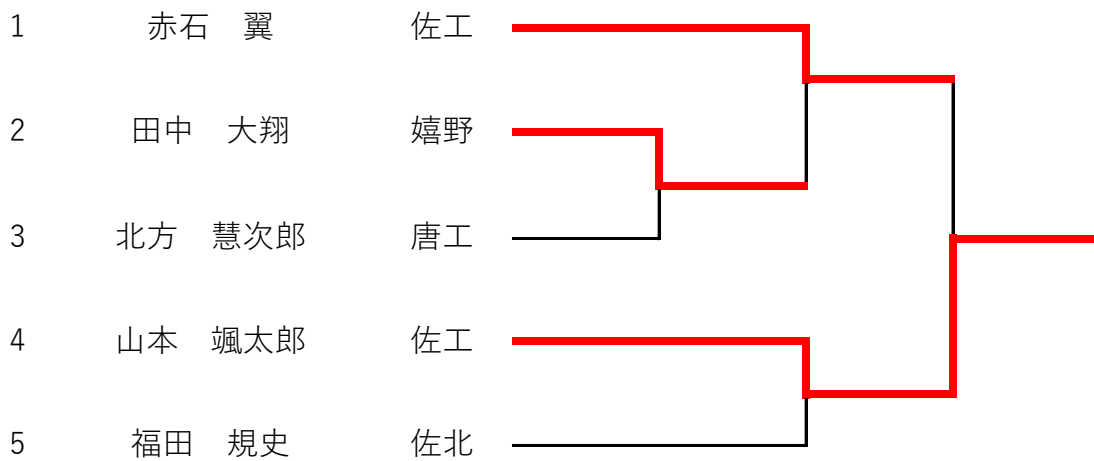 1 赤石　翼 佐工
2 田中　大翔 嬉野
3 北方　慧次郎 唐工
4 山本　颯太郎 佐工
5 福田　規史 佐北